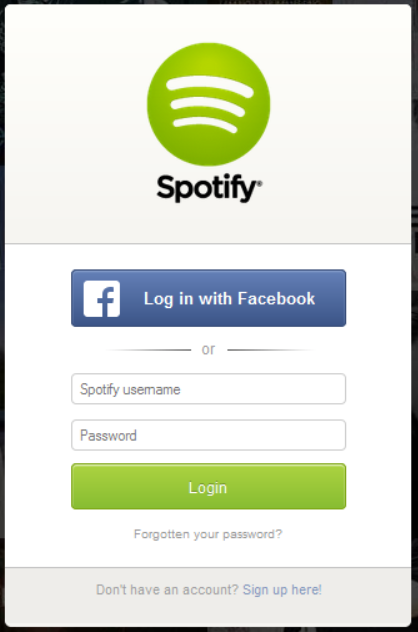 Spotify®
Log in with Facebook
or
Spotify username
Password
Login
Forgotten your password?
Don't have an account? Sign up here!